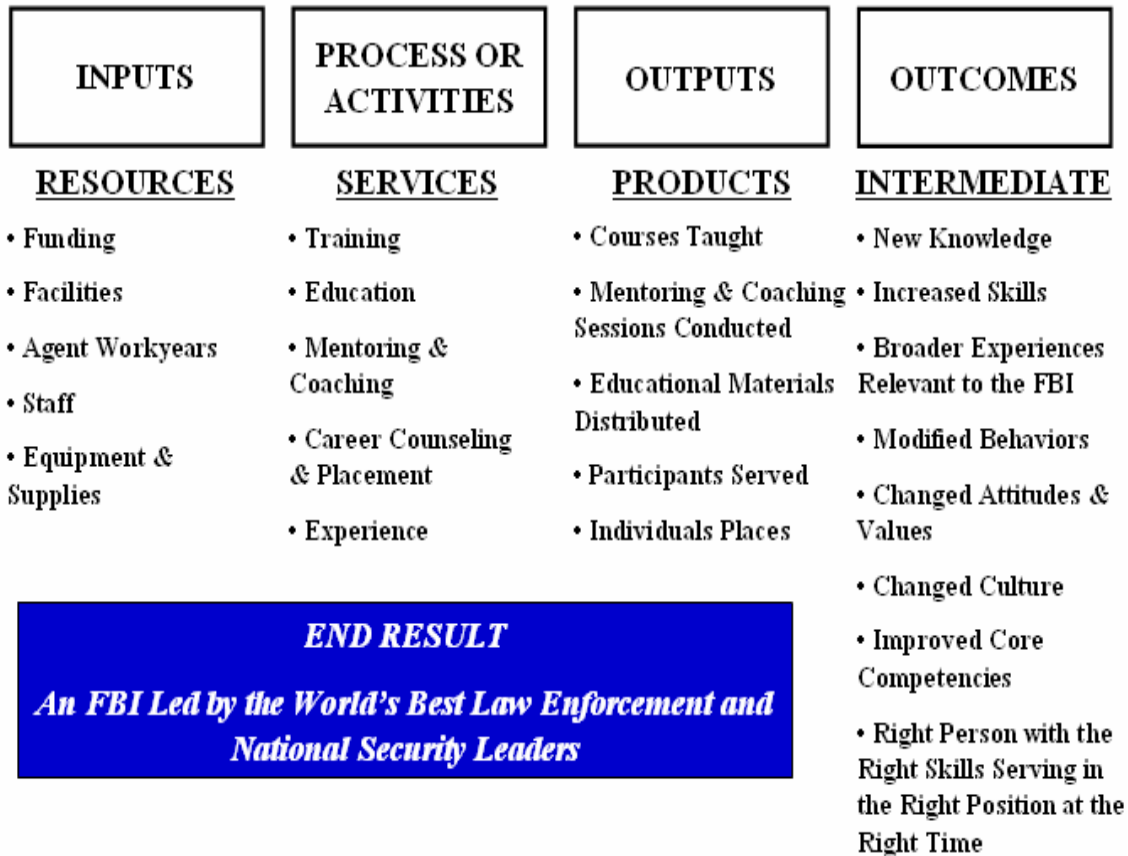 INPUTS
RESOURCES
• Funding
• Facilities
• Agent Workyears
• Staff
• Equipment &
Supplies
PROCESS OR
ACTIVITIES
SERVICES
• Training
• Education
• Mentoring &
Coaching
• Career Counseling
& Placement
• Experience
OUTPUTS
PRODUCTS
• Courses Taught
• Mentoring & Coaching
Sessions Conducted
• Educational Materials
Distributed
• Participants Served
• Individuals Places
OUTCOMES
INTERMEDIATE
• New Knowledge
• Increased Skills
• Broader Experiences
Relevant to the FBI
• Modified Behaviors
• Changed Attitudes &
Values
• Changed Culture
• Improved Core
Competencies
• Right Person with the
Right Skills Serving in
the Right Position at the
Right Time
END RESULT
An FBI Led by the World's Best Law Enforcement and
National Security Leaders